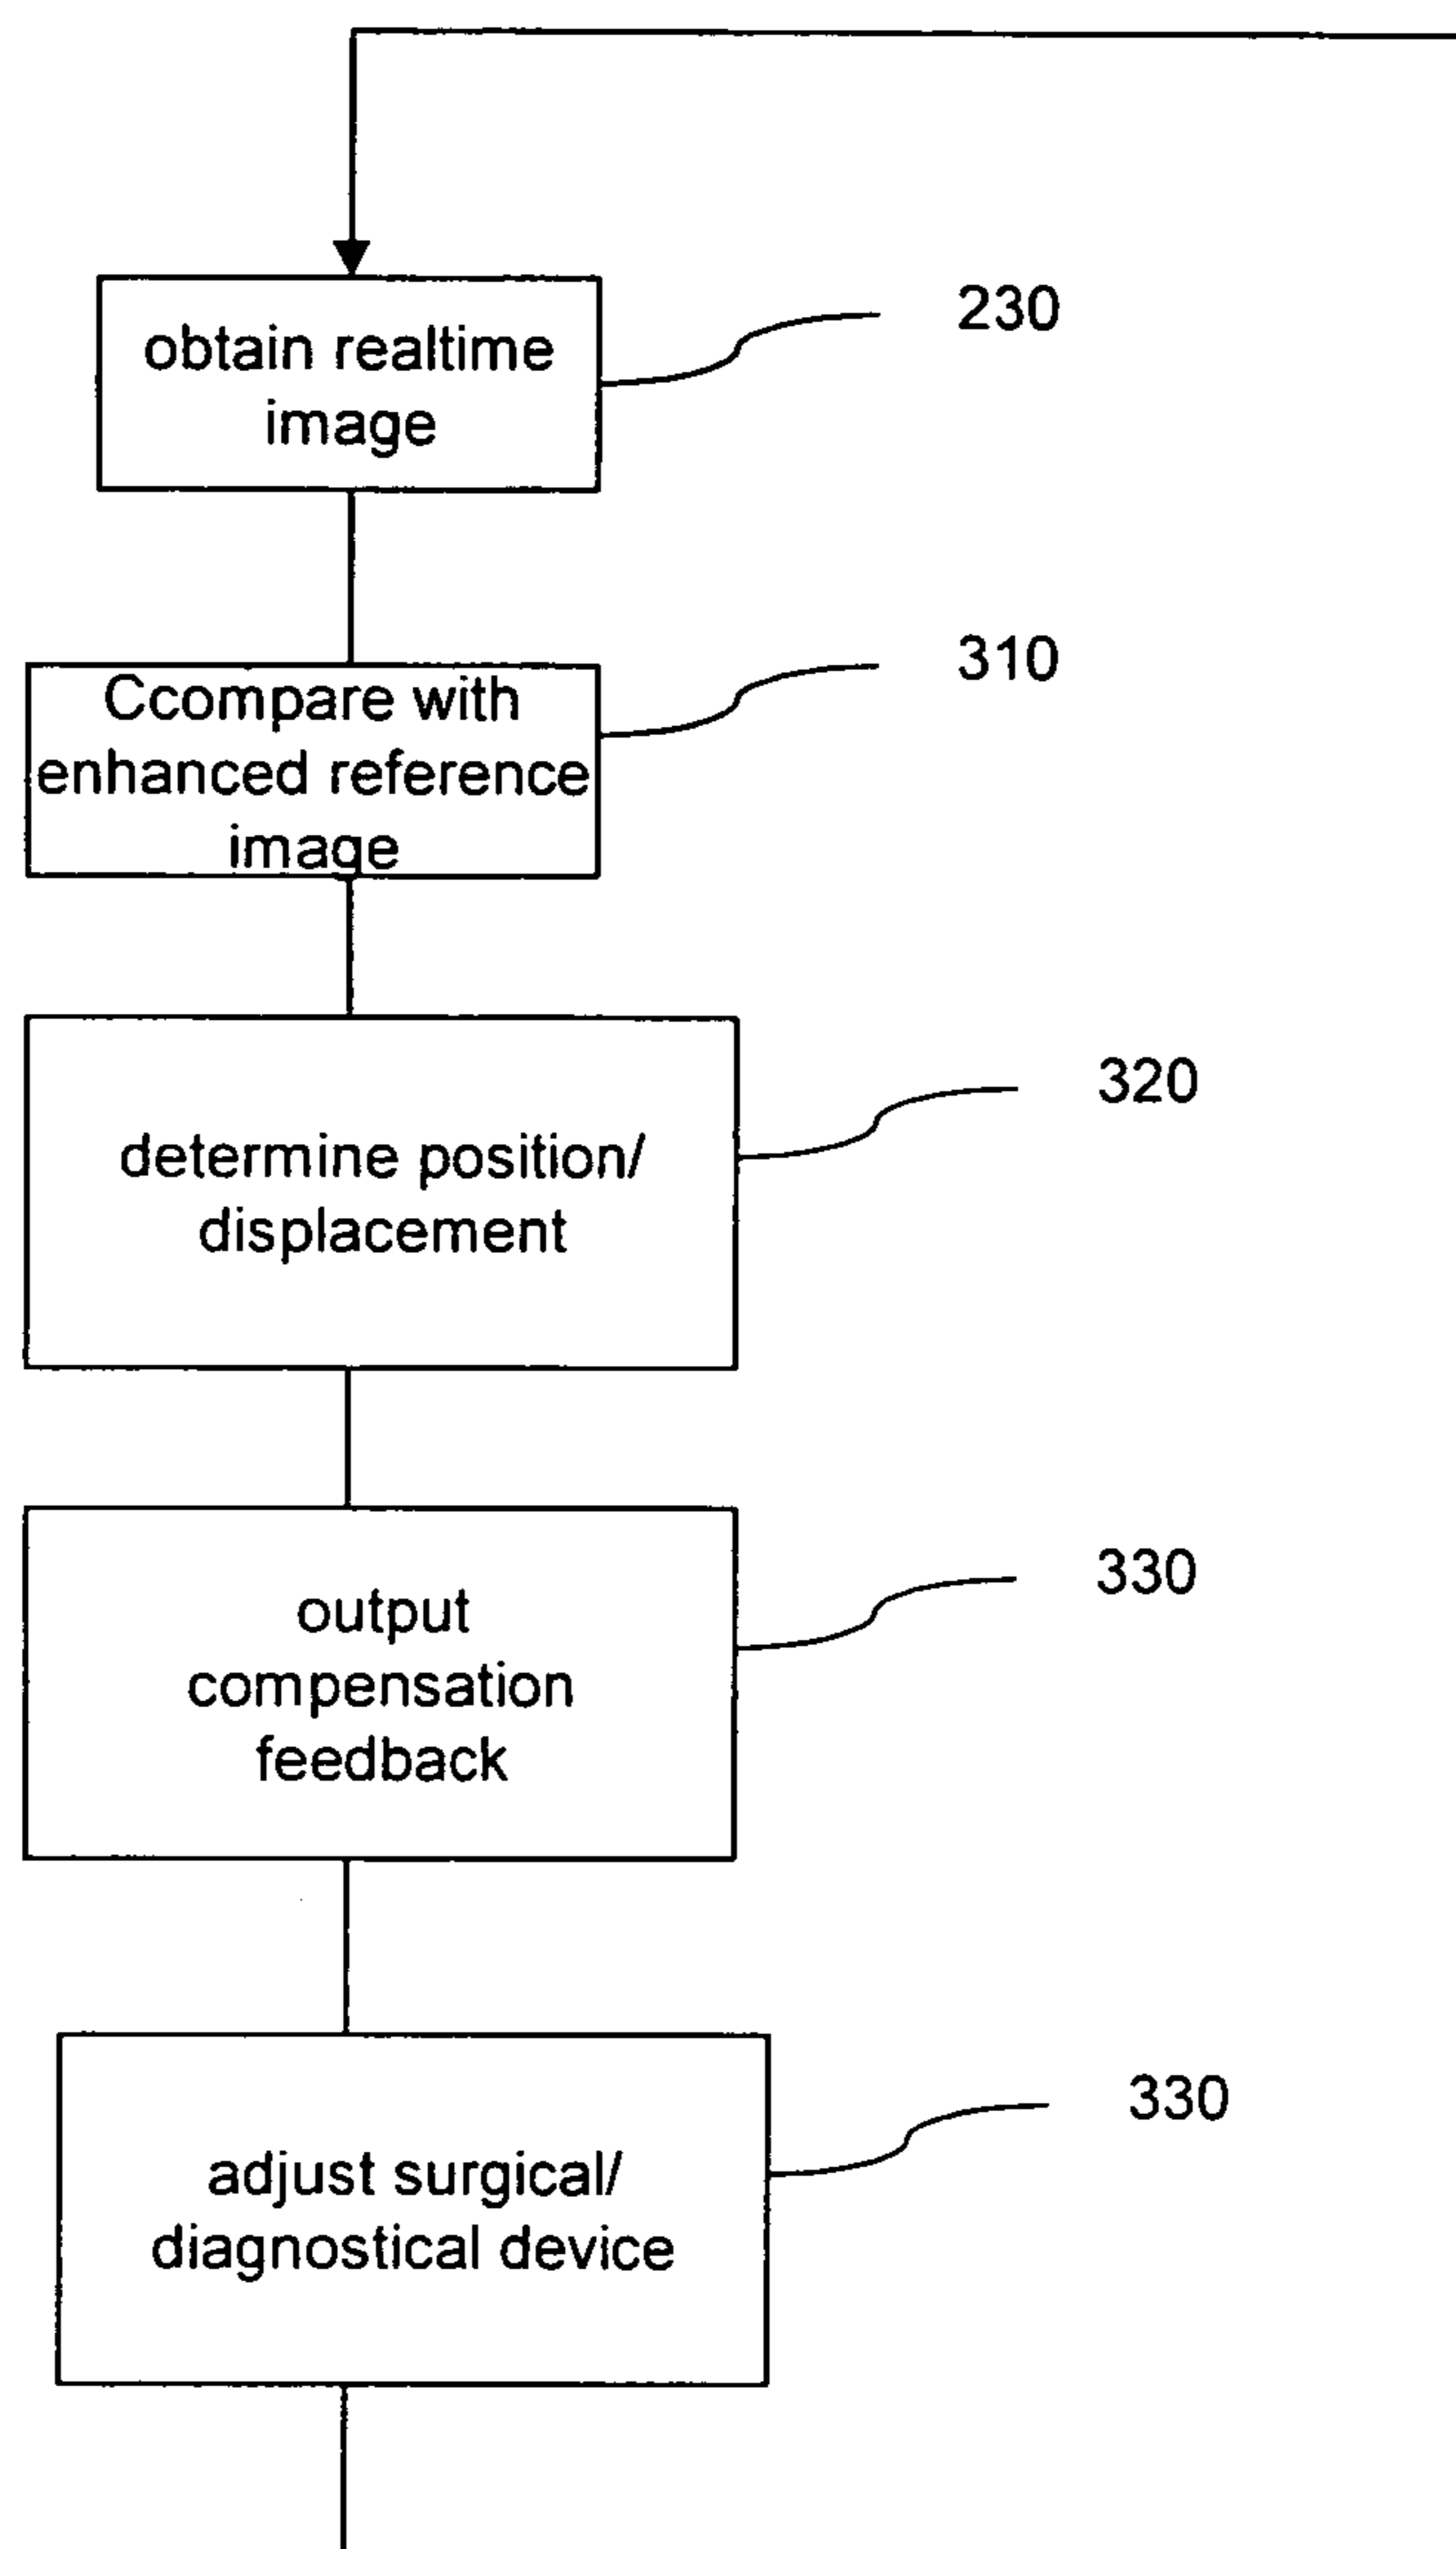 obtain realtime
image
230
Ccompare with
enhanced reference
image
310
determine position/
displacement
320
output
compensation
feedback
330
adjust surgical/
diagnostical device
330